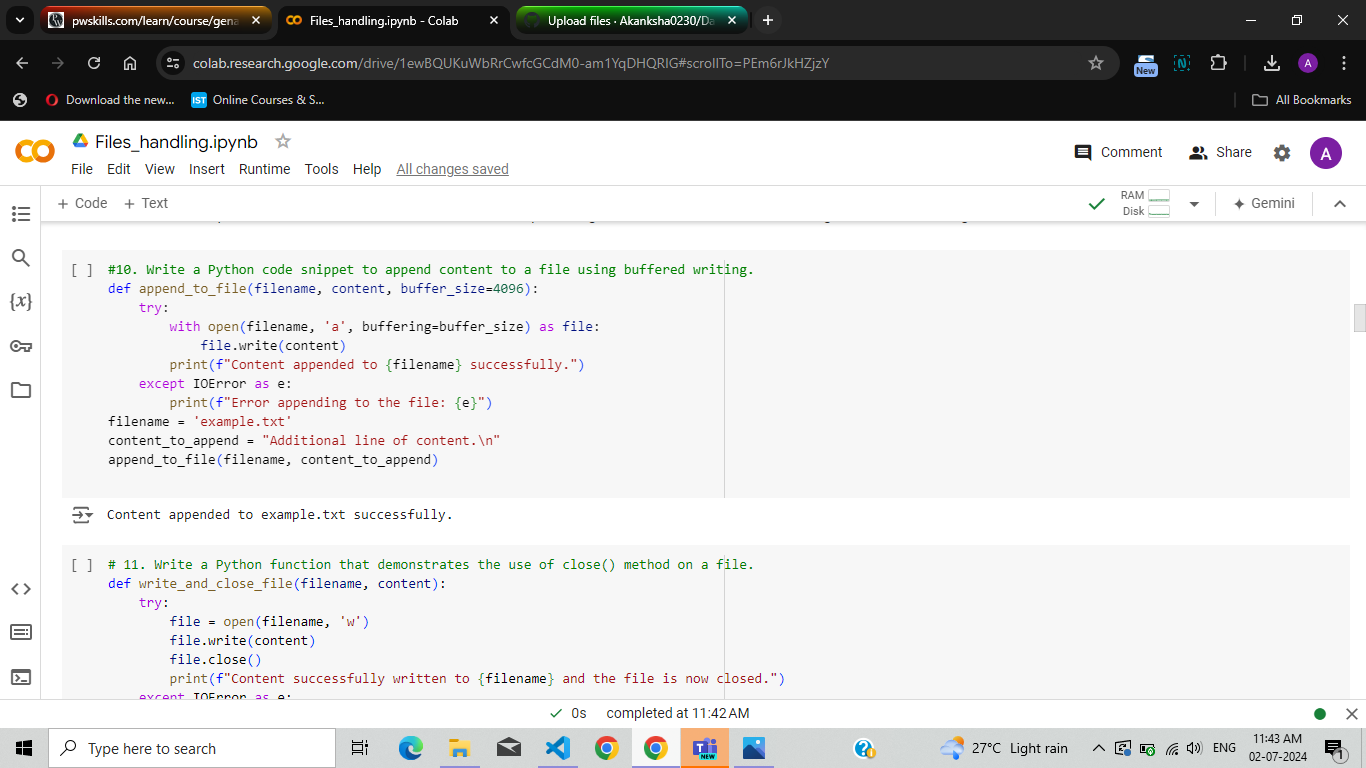 pwskills.com/learn/course/gena
Files_handling.ipynb - Colab
Upload files · Akanksha0230/Da
colab.research.google.com/drive/1ewBQUKuWbRrCwfcGCdM0-am1YqDHQRIG#scrollTo=PEm6rJkHZjzY
New
A
Download the new...
IST
Online Courses & S...
All Bookmarks
Files_handling.ipynb
File Edit View Insert Runtime Tools Help All changes saved
Comment
Share
A
+ Code + Text
RAM
Disk
Gemini
[ ] #10. Write a Python code snippet to append content to a file using buffered writing.
def append_to_file(filename, content, buffer_size=4096):
    try:
        with open(filename, 'a', buffering=buffer_size) as file:
            file.write(content)
        print(f"Content appended to {filename} successfully.")
    except IOError as e:
        print(f"Error appending to the file: {e}")
filename = 'example.txt'
content_to_append = "Additional line of content.\n"
append_to_file(filename, content_to_append)
Content appended to example.txt successfully.
[ ] # 11. Write a Python function that demonstrates the use of close() method on a file.
def write_and_close_file(filename, content):
    try:
        file = open(filename, 'w')
        file.write(content)
        file.close()
        print(f"Content successfully written to {filename} and the file is now closed.")
    except IOError as e:
0s completed at 11:42 AM
Type here to search
NEW
27°C Light rain
ENG
11:43 AM
02-07-2024
1